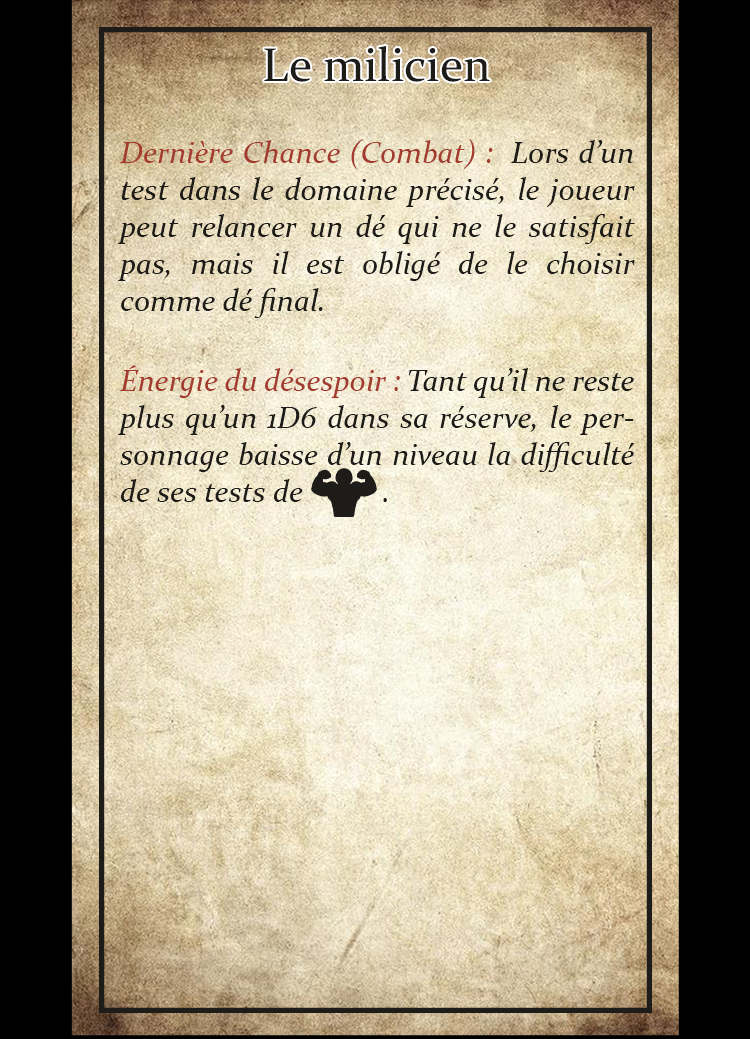 Le milicien
Dernière Chance (Combat) : Lors d’un
test dans le domaine précisé, le joueur
peut relancer un dé qui ne le satisfait
pas, mais il est obligé de le choisir
comme dé final.
Énergie du désespoir : Tant qu’il ne reste
plus qu’un 1D6 dans sa réserve, le per-
sonnage baisse d’un niveau la difficulté
de ses tests de .